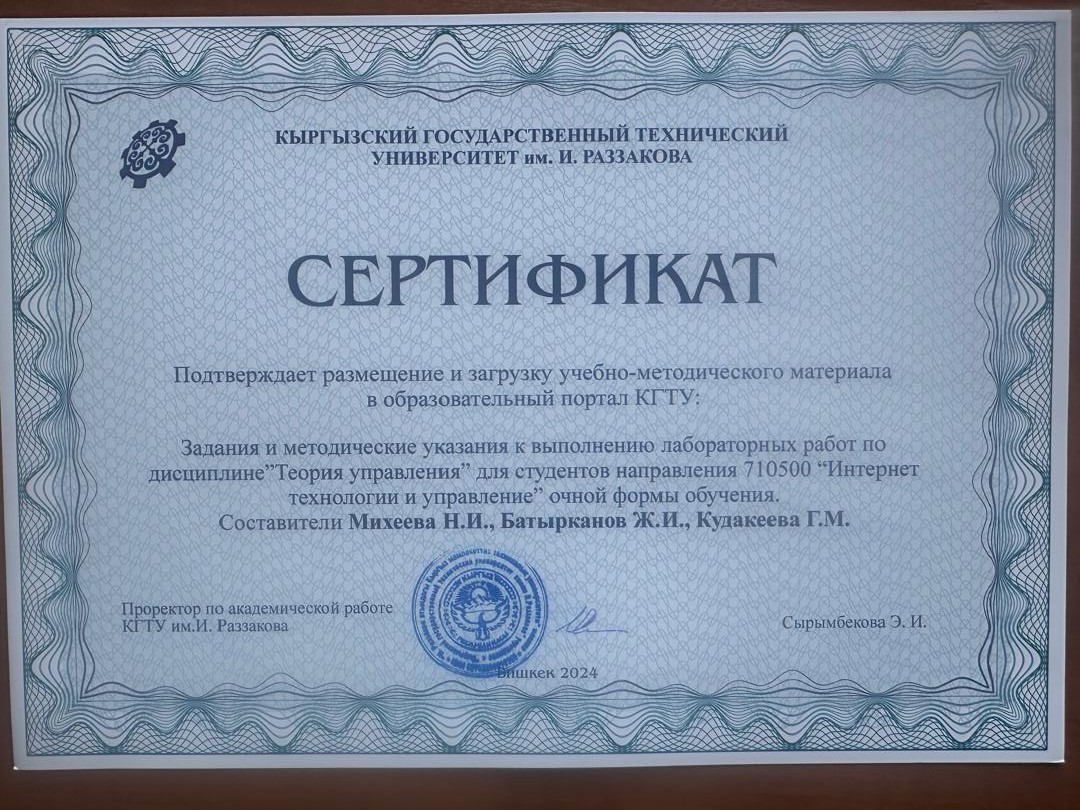 КЫРГЫЗСКИЙ ГОСУДАРСТВЕННЫЙ ТЕХНИЧЕСКИЙ
УНИВЕРСИТЕТ им. И. РАЗЗАКОВА
СЕРТИФИКАТ
Подтверждает размещение и загрузку учебно-методического материала
в образовательный портал КГТУ:
Задания и методические указания к выполнению лабораторных работ по
дисциплине”Теория управления” для студентов направления 710500 “Интернет
технологии и управление” очной формы обучения.
Составители Михеева Н.И., Батырканов Ж.И., Кудакеева Г.М.
Проректор по академической работе
КГТУ им.И. Раззакова
Сырымбекова Э. И.
Бишкек 2024